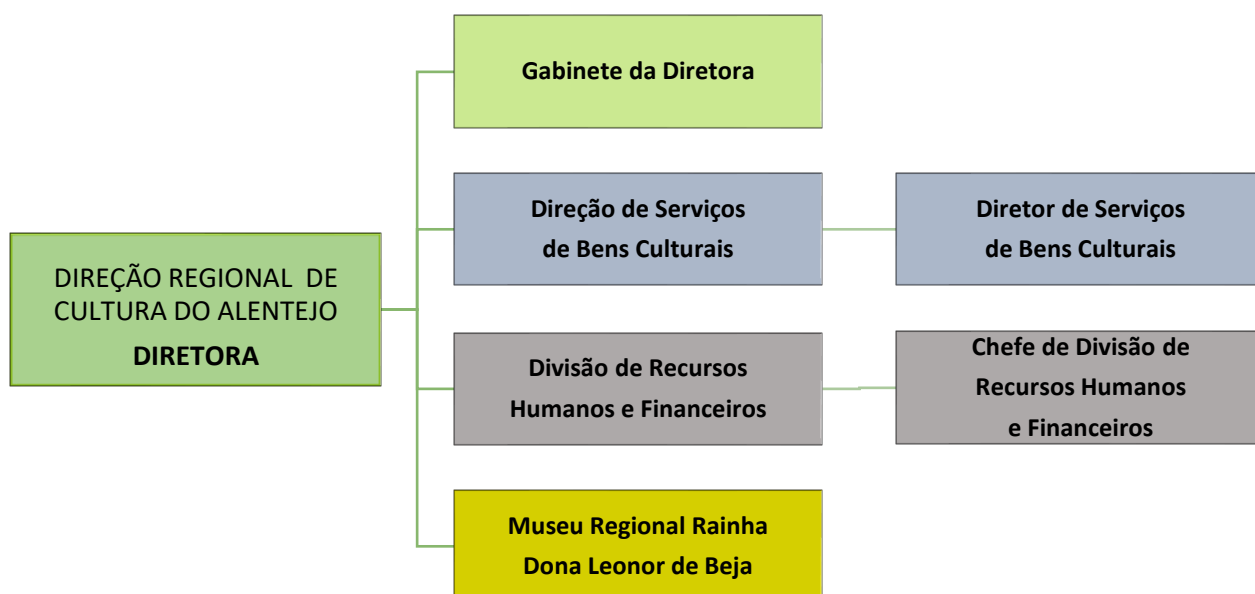 Gabinete da Diretora
Direção de Serviços
de Bens Culturais
Diretor de Serviços
de Bens Culturais
DIREÇÃO REGIONAL DE
CULTURA DO ALENTEJO
DIRETORA
Divisão de Recursos
Humanos e Financeiros
Chefe de Divisão de
Recursos Humanos
e Financeiros
Museu Regional Rainha
Dona Leonor de Beja